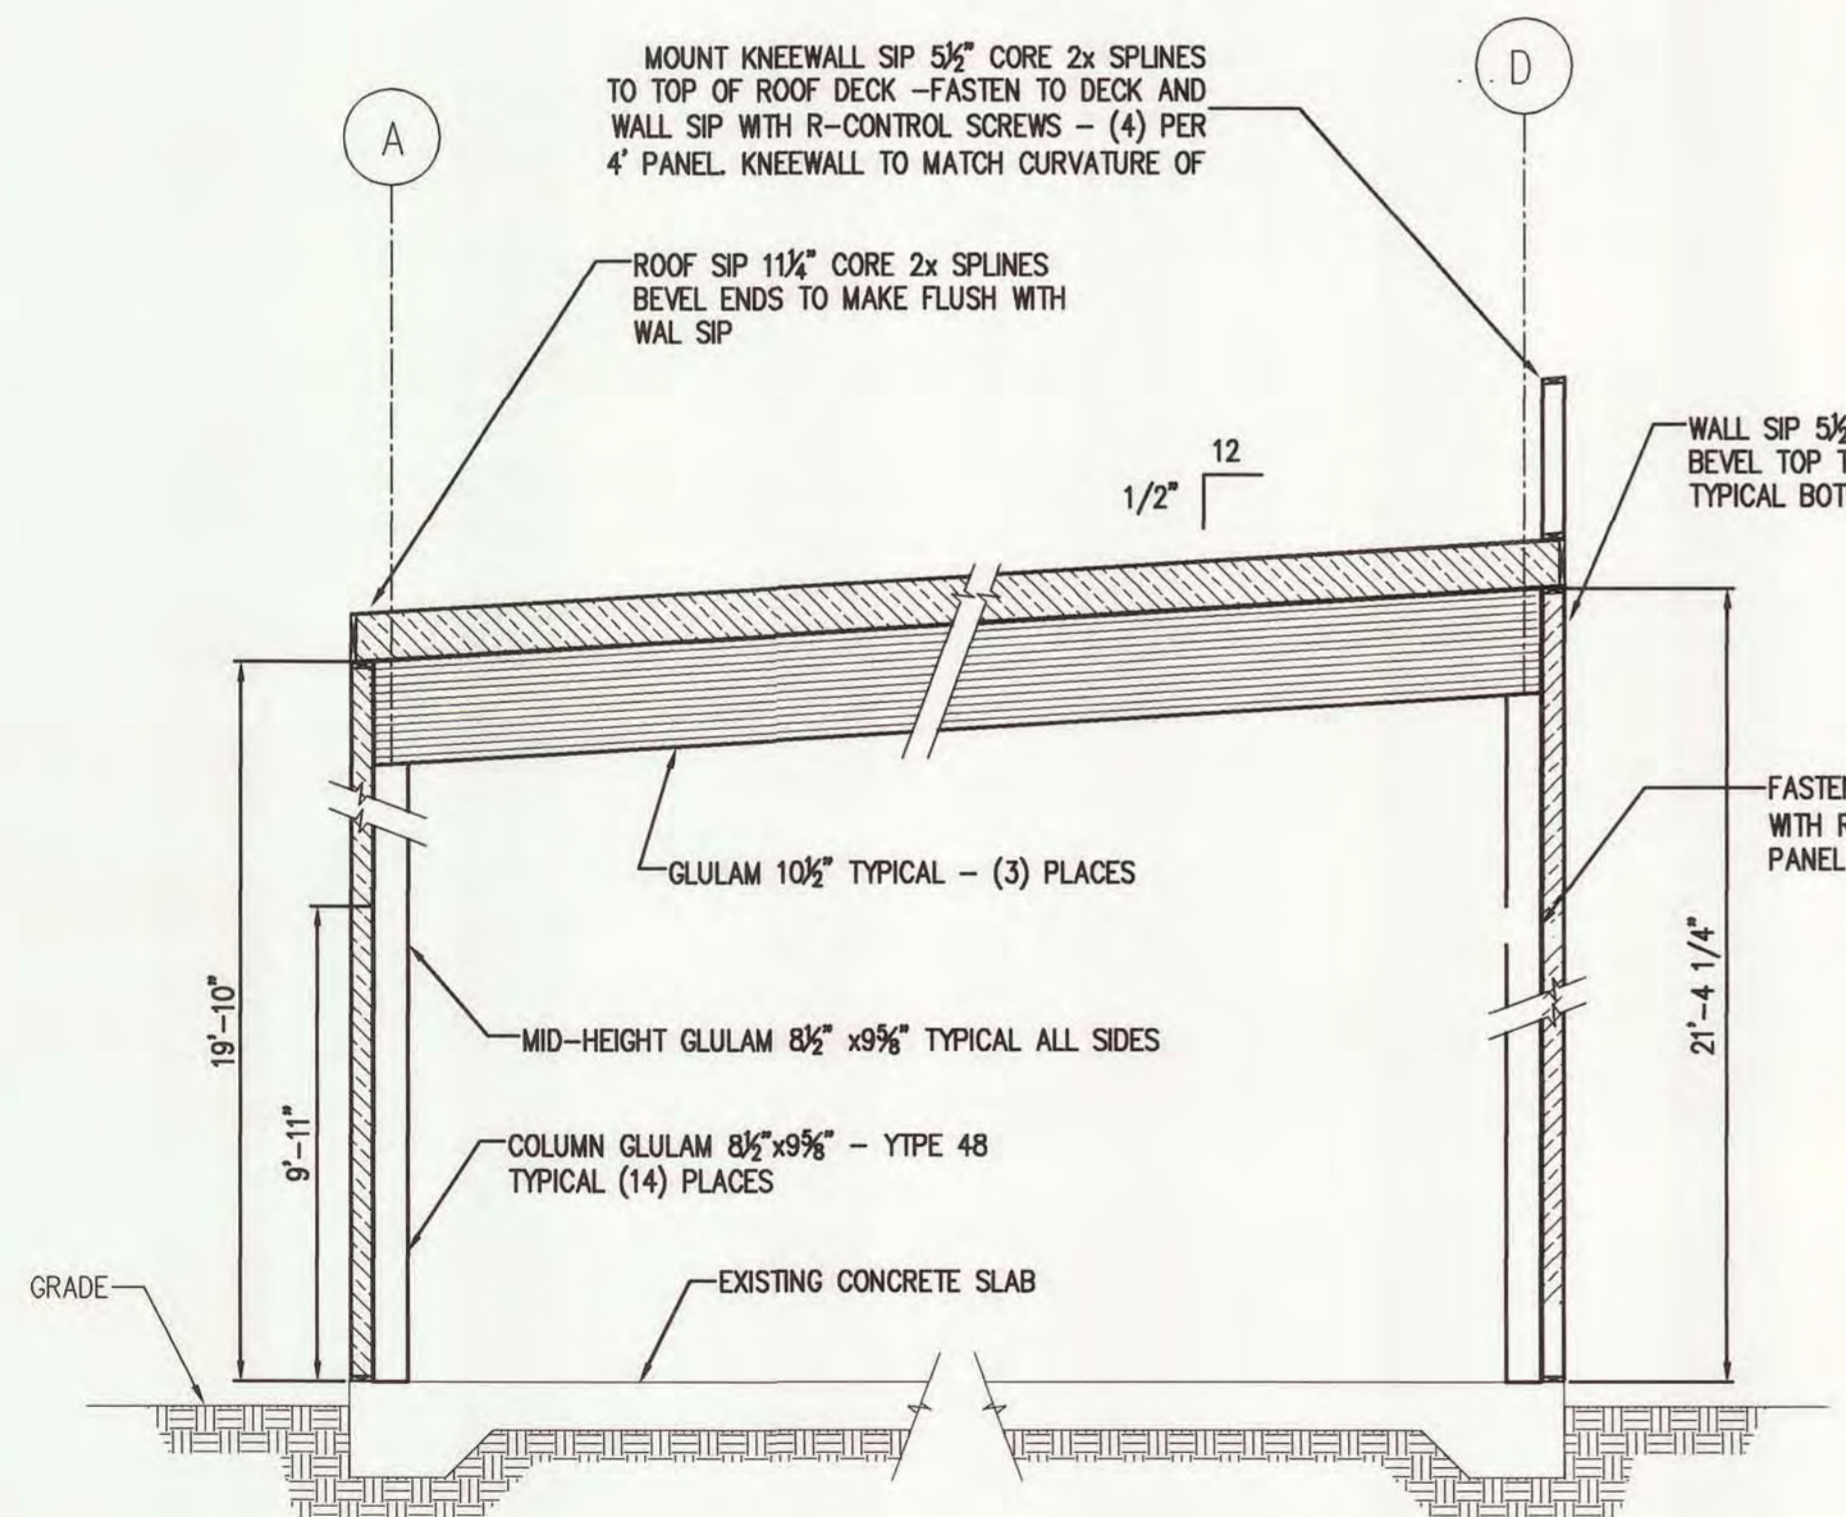 A
D
MOUNT KNEEWALL SIP 5½" CORE 2x SPLINES
TO TOP OF ROOF DECK –FASTEN TO DECK AND
WALL SIP WITH R–CONTROL SCREWS – (4) PER
4' PANEL. KNEEWALL TO MATCH CURVATURE OF
ROOF SIP 11¼" CORE 2x SPLINES
BEVEL ENDS TO MAKE FLUSH WITH
WAL SIP
12
1/2"
WALL SIP 5½
BEVEL TOP T
TYPICAL BOT
FASTEN
WITH R
PANEL
GLULAM 10½" TYPICAL – (3) PLACES
19'–10"
9'–11"
21'–4 1/4"
MID–HEIGHT GLULAM 8½" x9⅝" TYPICAL ALL SIDES
COLUMN GLULAM 8½"x9⅝" – YTPE 48
TYPICAL (14) PLACES
EXISTING CONCRETE SLAB
GRADE